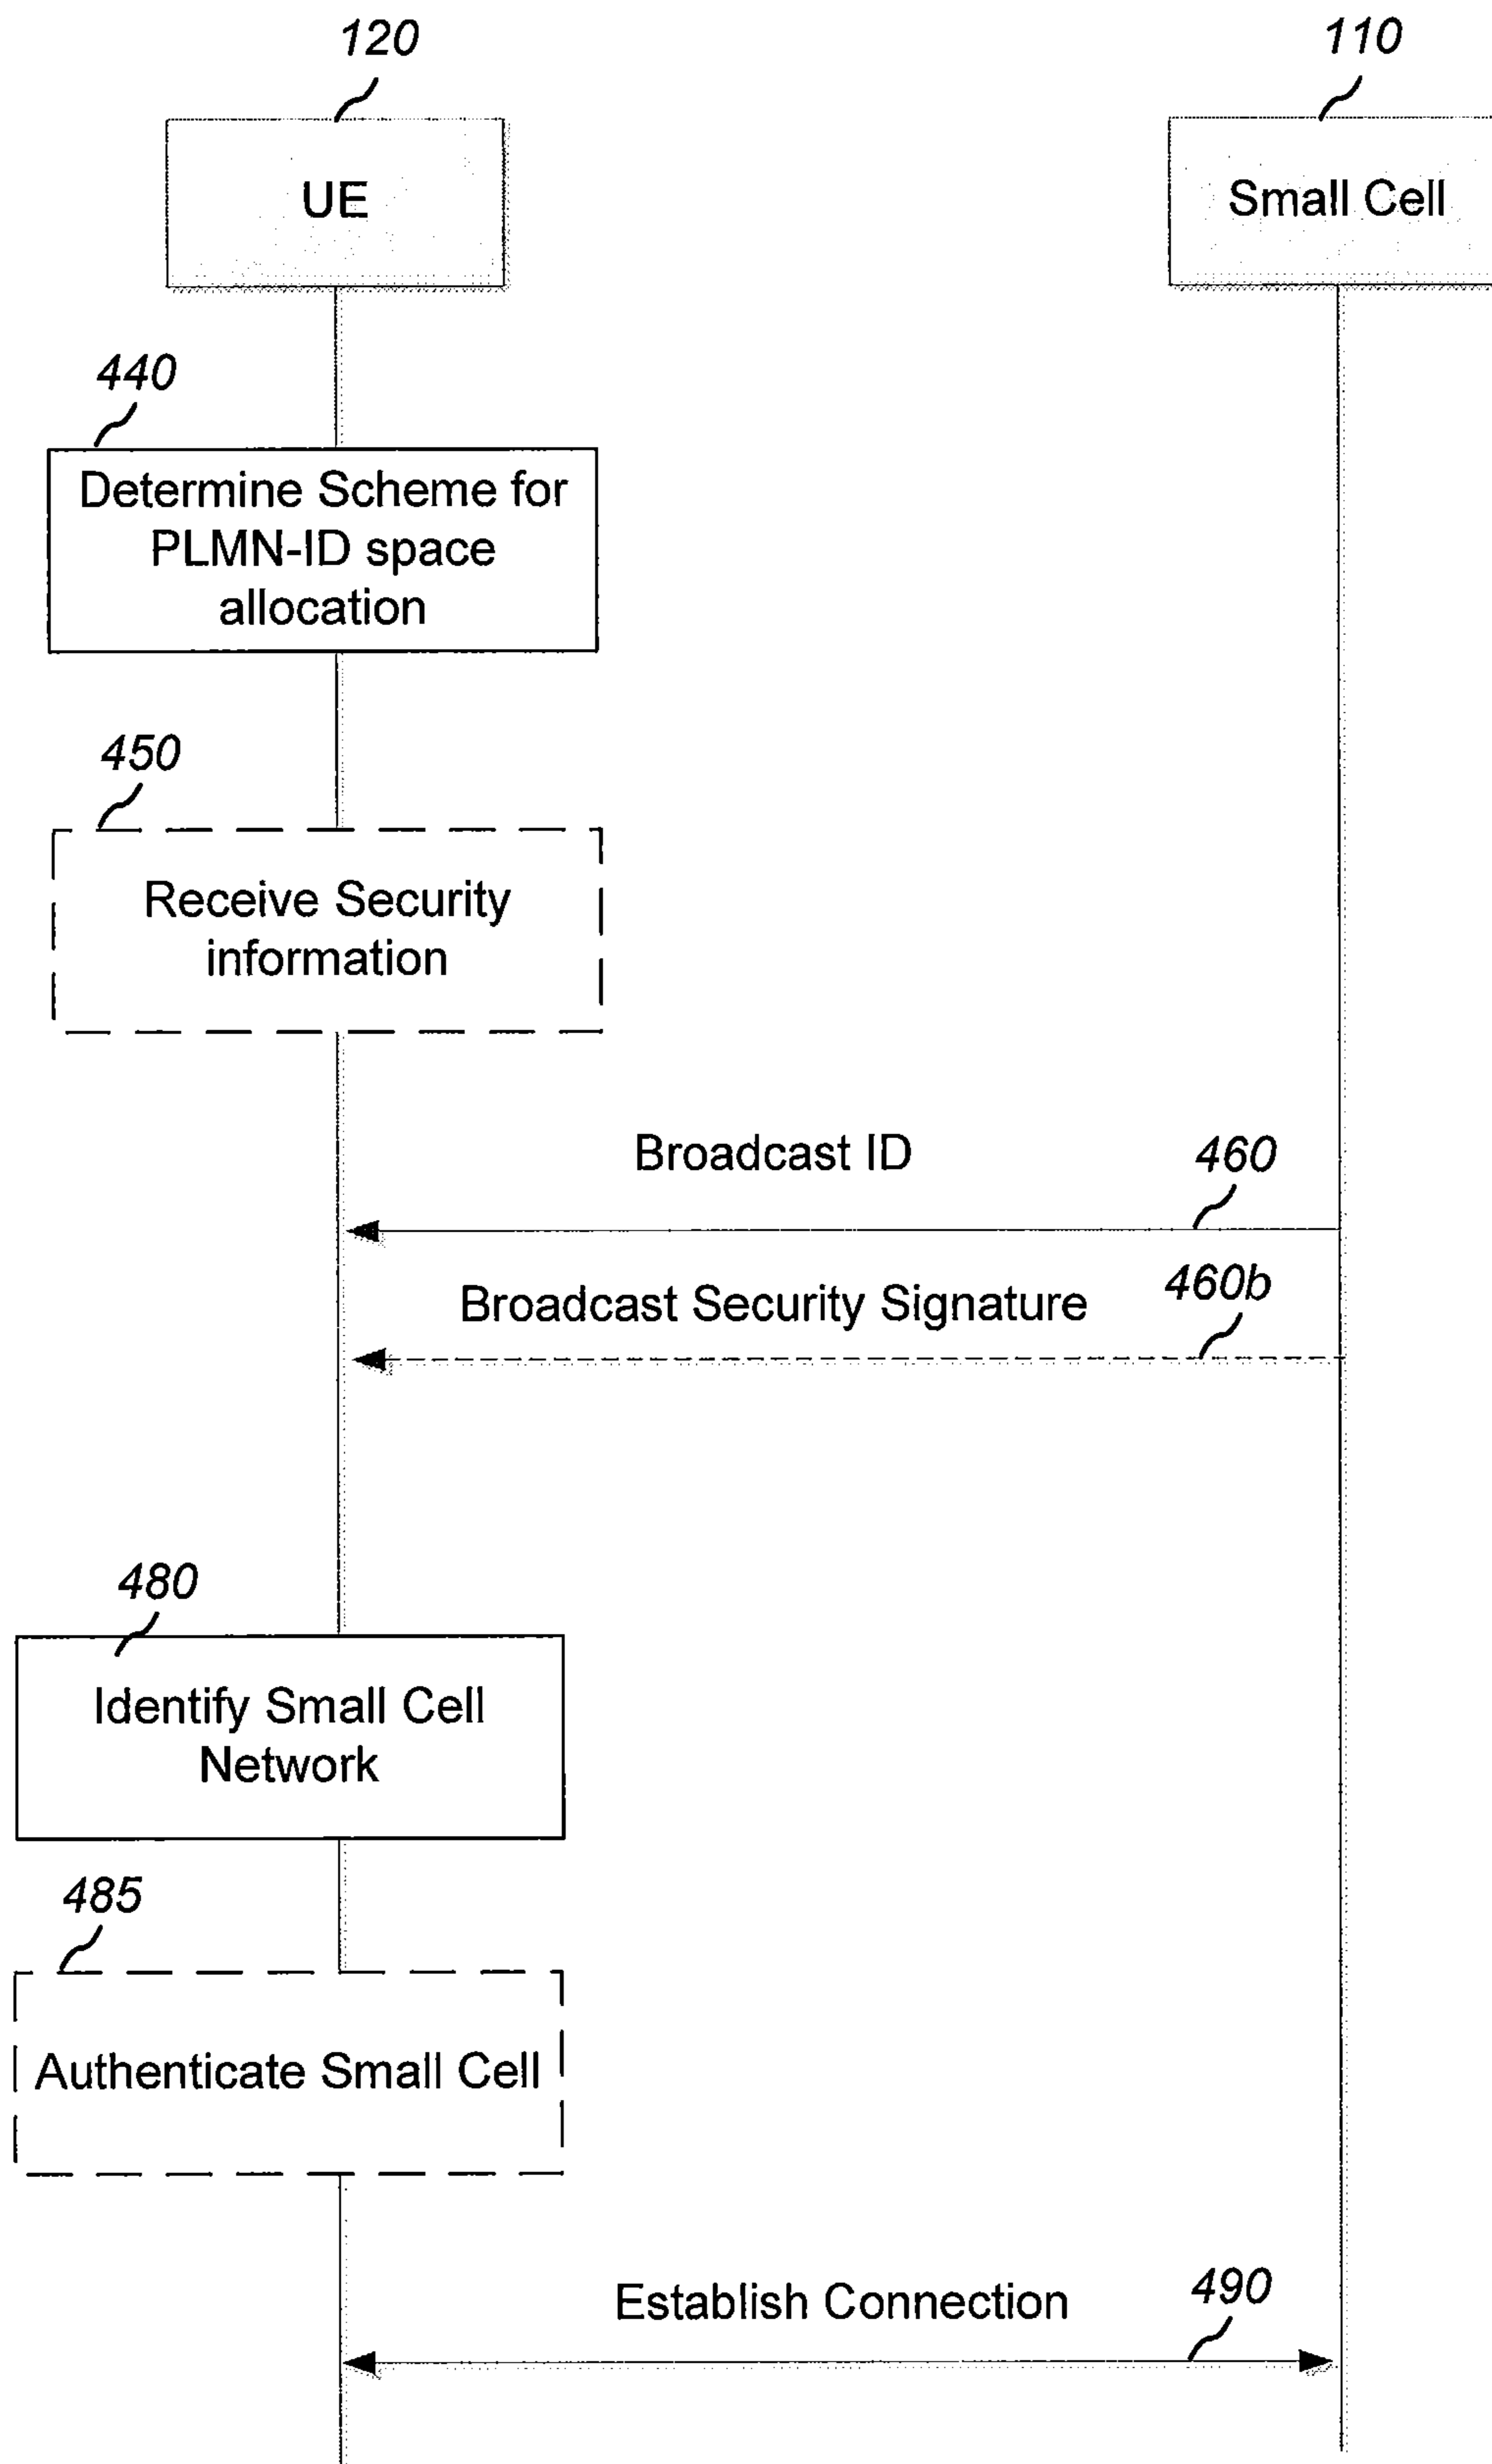 120
110
UE
Small Cell
440
Determine Scheme for
PLMN-ID space
allocation
450
Receive Security
information
Broadcast ID
460
Broadcast Security Signature
460b
480
Identify Small Cell
Network
485
Authenticate Small Cell
Establish Connection
490